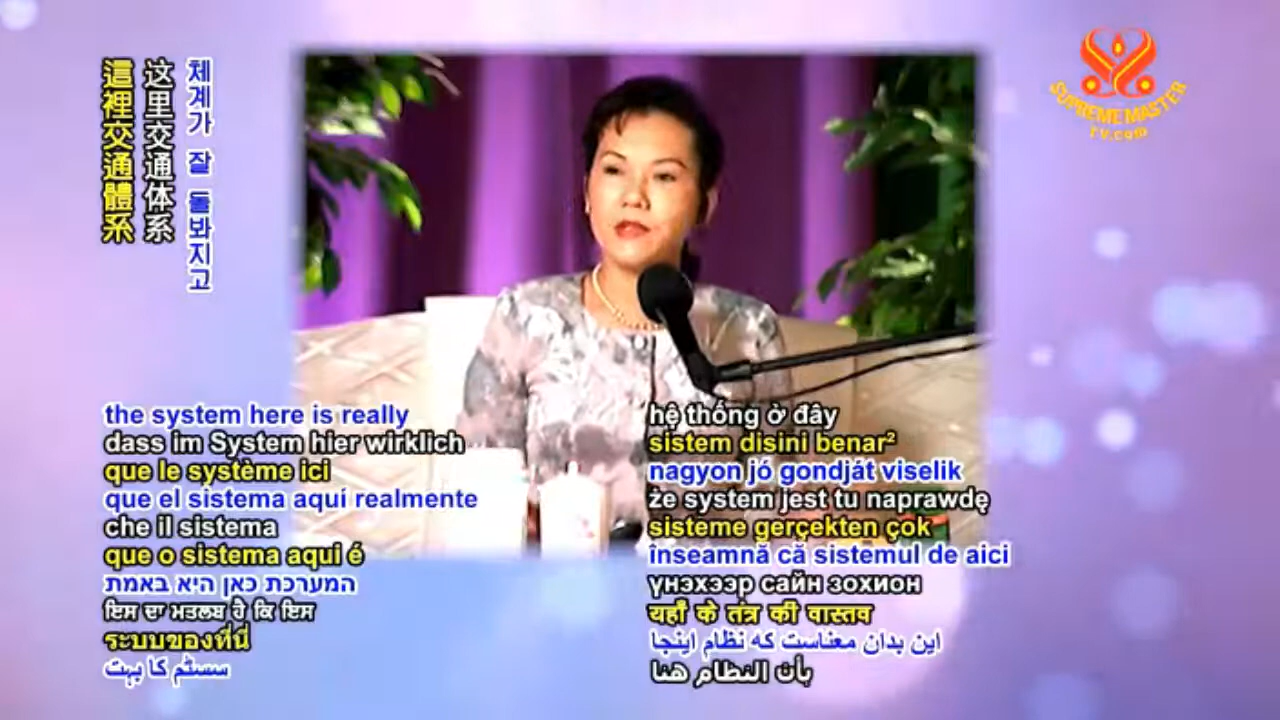 這裡交通體系
这里交通体系
체계가 잘 돌봐지고
SUPREME MASTER
TV.com
the system here is really
dass im System hier wirklich
que le système ici
que el sistema aquí realmente
che il sistema
que o sistema aqui é
המערכת כאן היא באמת
ਇਸ ਦਾ ਮਤਲਬ ਹੈ ਕਿ ਇਸ
ระบบของที่นี่
سسٹم کا بہت
hệ thống ở đây
sistem disini benar²
nagyon jó gondját viselik
że system jest tu naprawdę
sisteme gerçekten çok
înseamnă că sistemul de aici
үнэхээр сайн зохион
यहाँ के तंत्र की वास्तव
این بدان معناست که نظام اینجا
بأن النظام هنا